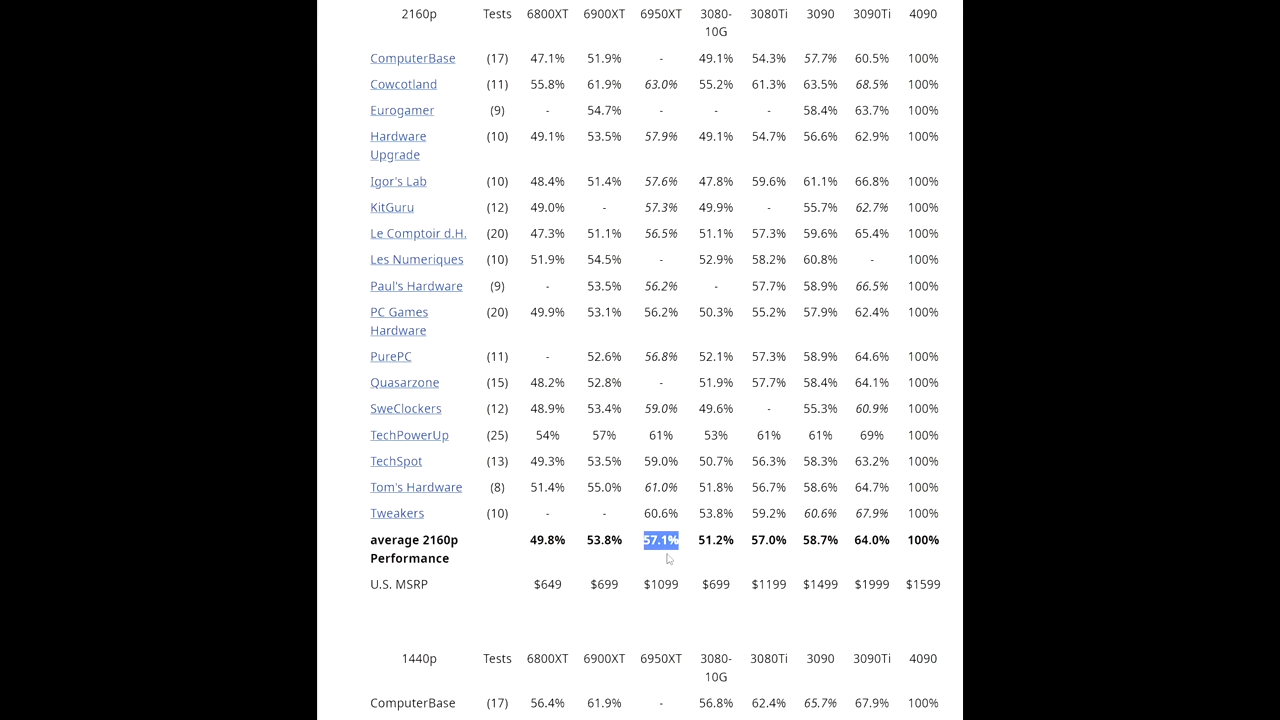 2160p Tests 6800XT 6900XT 6950XT 3080- 3080Ti 3090 3090Ti 4090
10G
ComputerBase (17) 47.1% 51.9% - 49.1% 54.3% 57.7% 60.5% 100%
Cowcotland (11) 55.8% 61.9% 63.0% 55.2% 61.3% 63.5% 68.5% 100%
Eurogamer (9) - 54.7% - - - 58.4% 63.7% 100%
Hardware (10) 49.1% 53.5% 57.9% 49.1% 54.7% 56.6% 62.9% 100%
Upgrade
Igor's Lab (10) 48.4% 51.4% 57.6% 47.8% 59.6% 61.1% 66.8% 100%
KitGuru (12) 49.0% - 57.3% 49.9% - 55.7% 62.7% 100%
Le Comptoir d.H. (20) 47.3% 51.1% 56.5% 51.1% 57.3% 59.6% 65.4% 100%
Les Numeriques (10) 51.9% 54.5% - 52.9% 58.2% 60.8% - 100%
Paul's Hardware (9) - 53.5% 56.2% - 57.7% 58.9% 66.5% 100%
PC Games (20) 49.9% 53.1% 56.2% 50.3% 55.2% 57.9% 62.4% 100%
Hardware
PurePC (11) - 52.6% 56.8% 52.1% 57.3% 58.9% 64.6% 100%
Quasarzone (15) 48.2% 52.8% - 51.9% 57.7% 58.4% 64.1% 100%
SweClockers (12) 48.9% 53.4% 59.0% 49.6% - 55.3% 60.9% 100%
TechPowerUp (25) 54% 57% 61% 53% 61% 61% 69% 100%
TechSpot (13) 49.3% 53.5% 59.0% 50.7% 56.3% 58.3% 63.2% 100%
Tom's Hardware (8) 51.4% 55.0% 61.0% 51.8% 56.7% 58.6% 64.7% 100%
Tweakers (10) - - 60.6% 53.8% 59.2% 60.6% 67.9% 100%
average 2160p 49.8% 53.8% 57.1% 51.2% 57.0% 58.7% 64.0% 100%
Performance
U.S. MSRP $649 $699 $1099 $699 $1199 $1499 $1999 $1599
1440p Tests 6800XT 6900XT 6950XT 3080- 3080Ti 3090 3090Ti 4090
10G
ComputerBase (17) 56.4% 61.9% - 56.8% 62.4% 65.7% 67.9% 100%